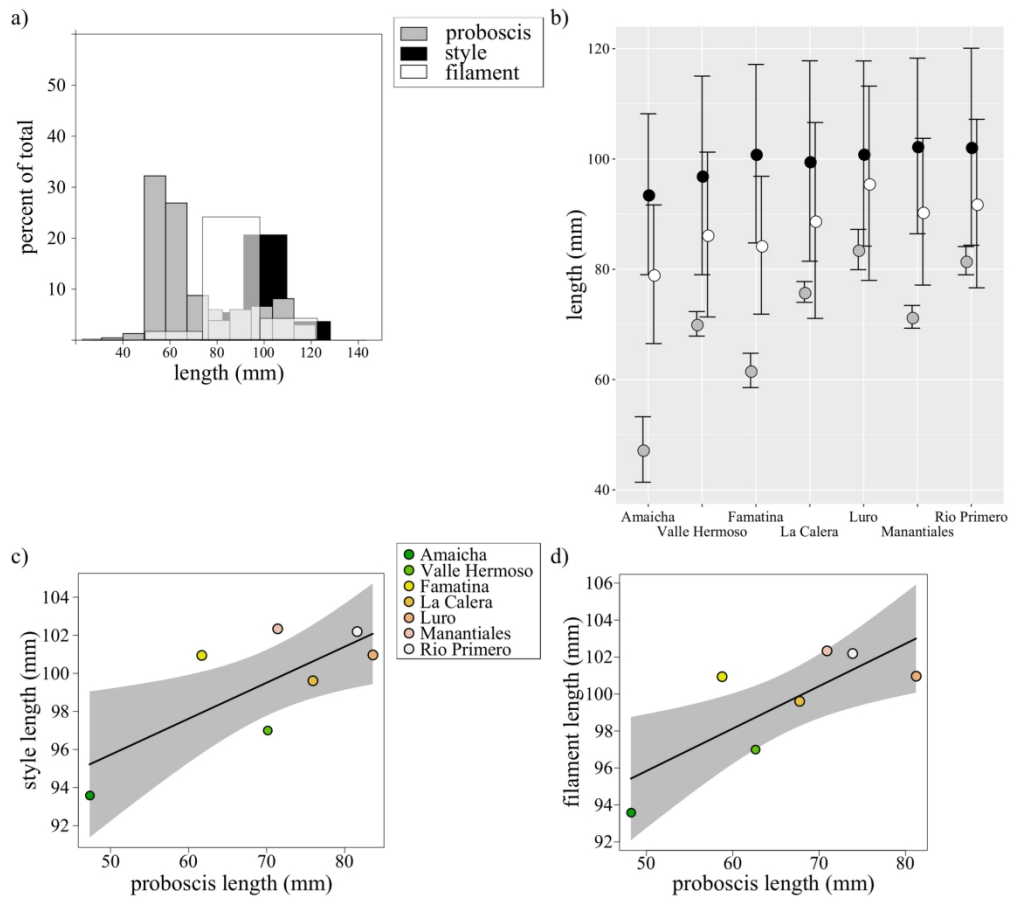 a)
proboscis
style
filament
percent of total
50
40
30
20
10
40 60 80 100 120 140
length (mm)
b)
length (mm)
120
100
80
60
40
Amaicha Famatina Luro Rio Primero
Valle Hermoso La Calera Manantiales
c)
style length (mm)
104
102
100
98
96
94
92
50 60 70 80
proboscis length (mm)
Amaicha
Valle Hermoso
Famatina
La Calera
Luro
Manantiales
Rio Primero
d)
filament length (mm)
106
104
102
100
98
96
94
92
50 60 70 80
proboscis length (mm)